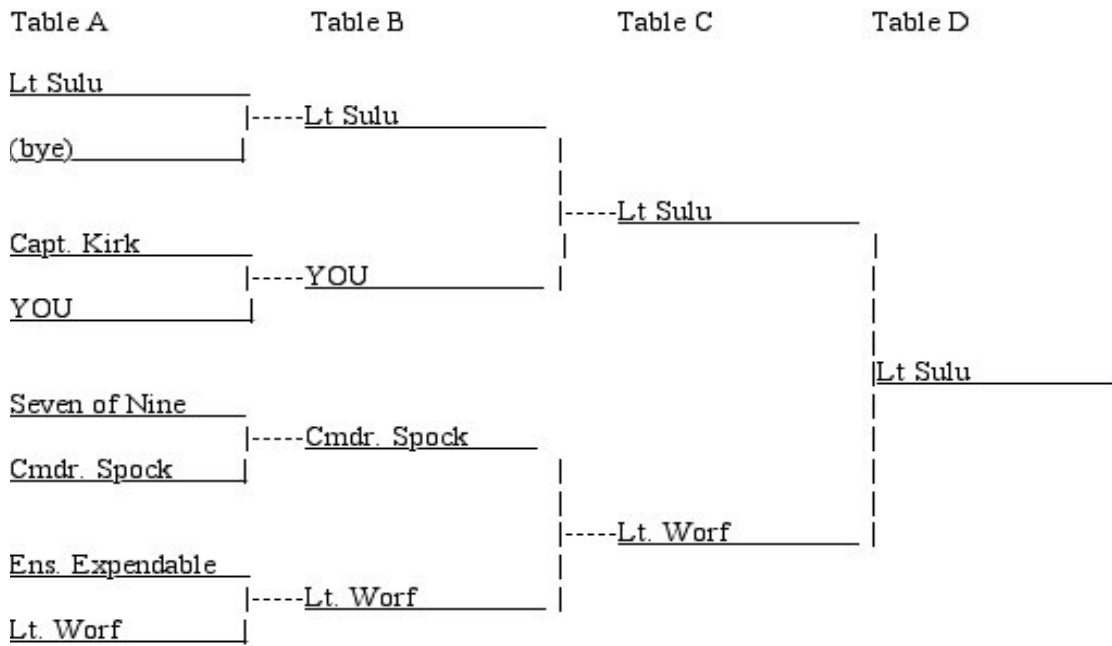 Table A Table B Table C Table D
Lt Sulu
Lt Sulu
(bye)
Lt Sulu
Capt. Kirk
YOU
YOU
Lt Sulu
Seven of Nine
Cmdr. Spock
Cmdr. Spock
Lt. Worf
Ens. Expendable
Lt. Worf
Lt. Worf